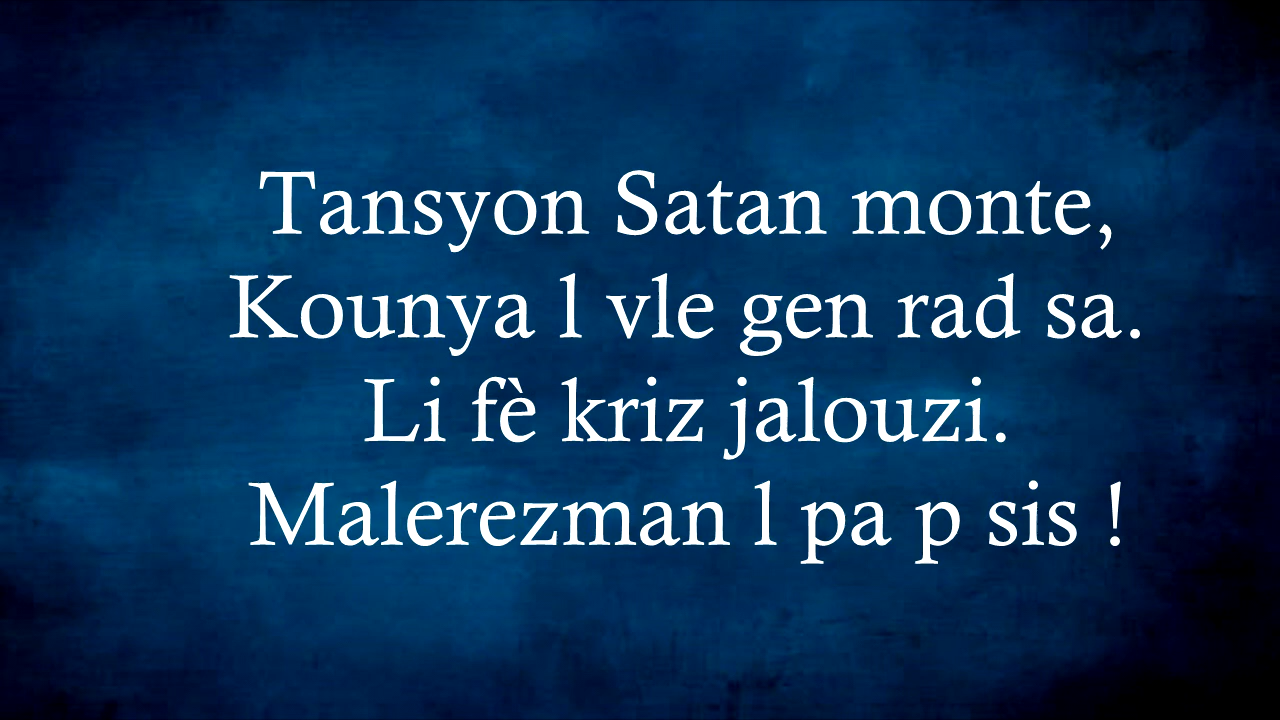 Tansyon Satan monte,
Kounya l vle gen rad sa.
Li fè kriz jalouzi.
Malerezman l pa p sis !